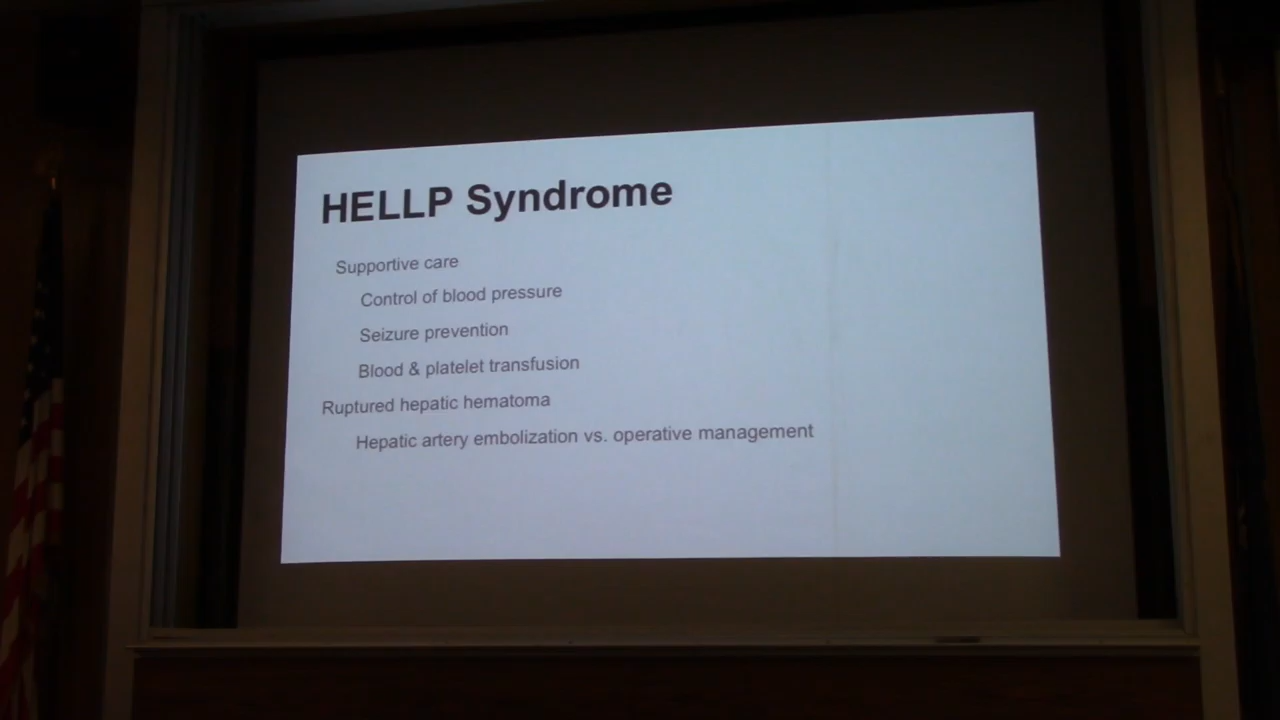 HELLP Syndrome
Supportive care
Control of blood pressure
Seizure prevention
Blood & platelet transfusion
Ruptured hepatic hematoma
Hepatic artery embolization vs. operative management